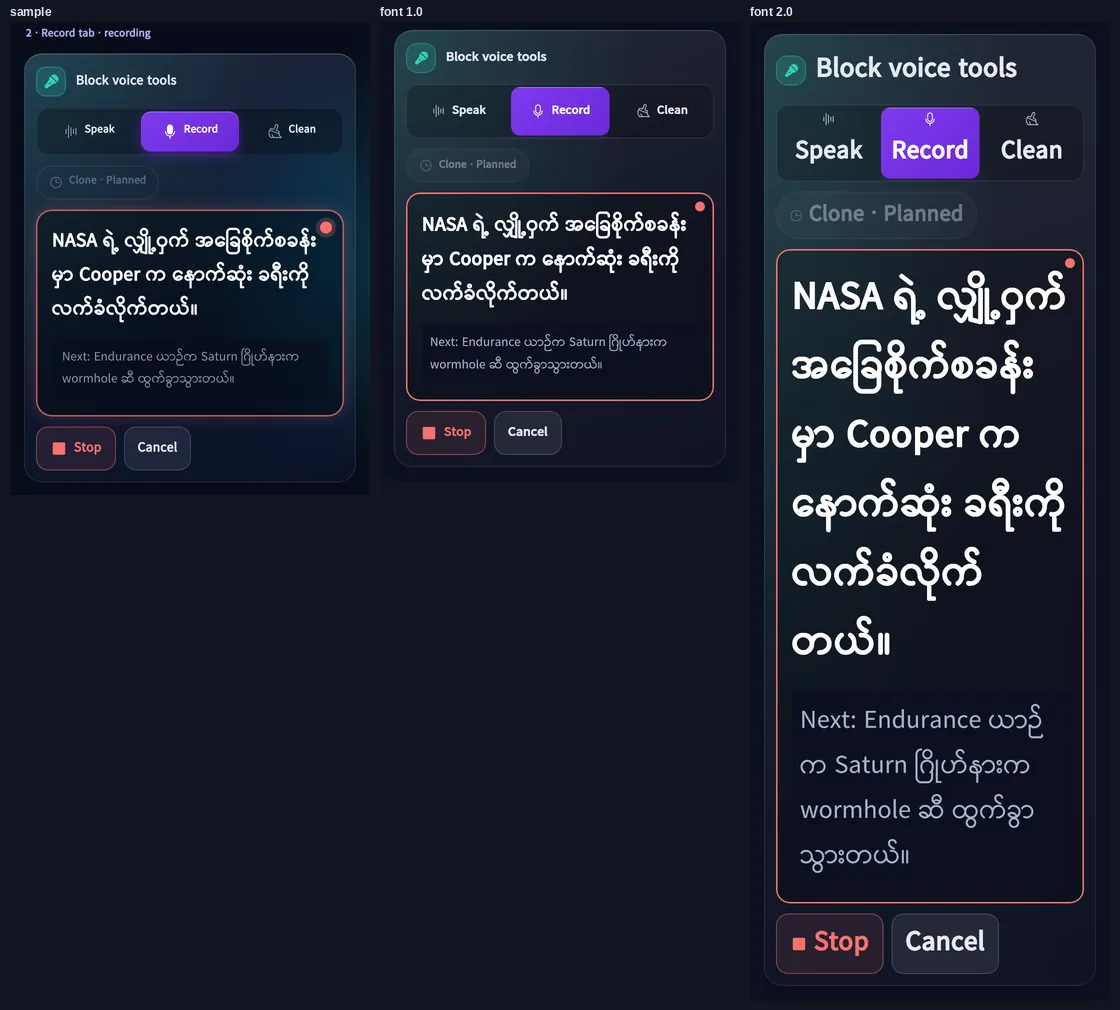 sample
2 · Record tab · recording
Block voice tools
Speak
Record
Clean
Clone · Planned
NASA ရဲ့ လျှို့ဝှက် အခြေစိုက်စခန်း
မှာ Cooper က နောက်ဆုံး ခရီးကို
လက်ခံလိုက်တယ်။
Next: Endurance ယာဉ်က Saturn ဂြိုဟ်နားက
wormhole ဆီ ထွက်ခွာသွားတယ်။
Stop
Cancel
font 1.0
Block voice tools
Speak
Record
Clean
Clone · Planned
NASA ရဲ့ လျှို့ဝှက် အခြေစိုက်စခန်း
မှာ Cooper က နောက်ဆုံး ခရီးကို
လက်ခံလိုက်တယ်။
Next: Endurance ယာဉ်က Saturn ဂြိုဟ်နားက
wormhole ဆီ ထွက်ခွာသွားတယ်။
Stop
Cancel
font 2.0
Block voice tools
Speak
Record
Clean
Clone · Planned
NASA ရဲ့ လျှို့ဝှက်
အခြေစိုက်စခန်း
မှာ Cooper က
နောက်ဆုံး ခရီးကို
လက်ခံလိုက်
တယ်။
Next: Endurance ယာဉ်
က Saturn ဂြိုဟ်နားက
wormhole ဆီ ထွက်ခွာ
သွားတယ်။
Stop
Cancel